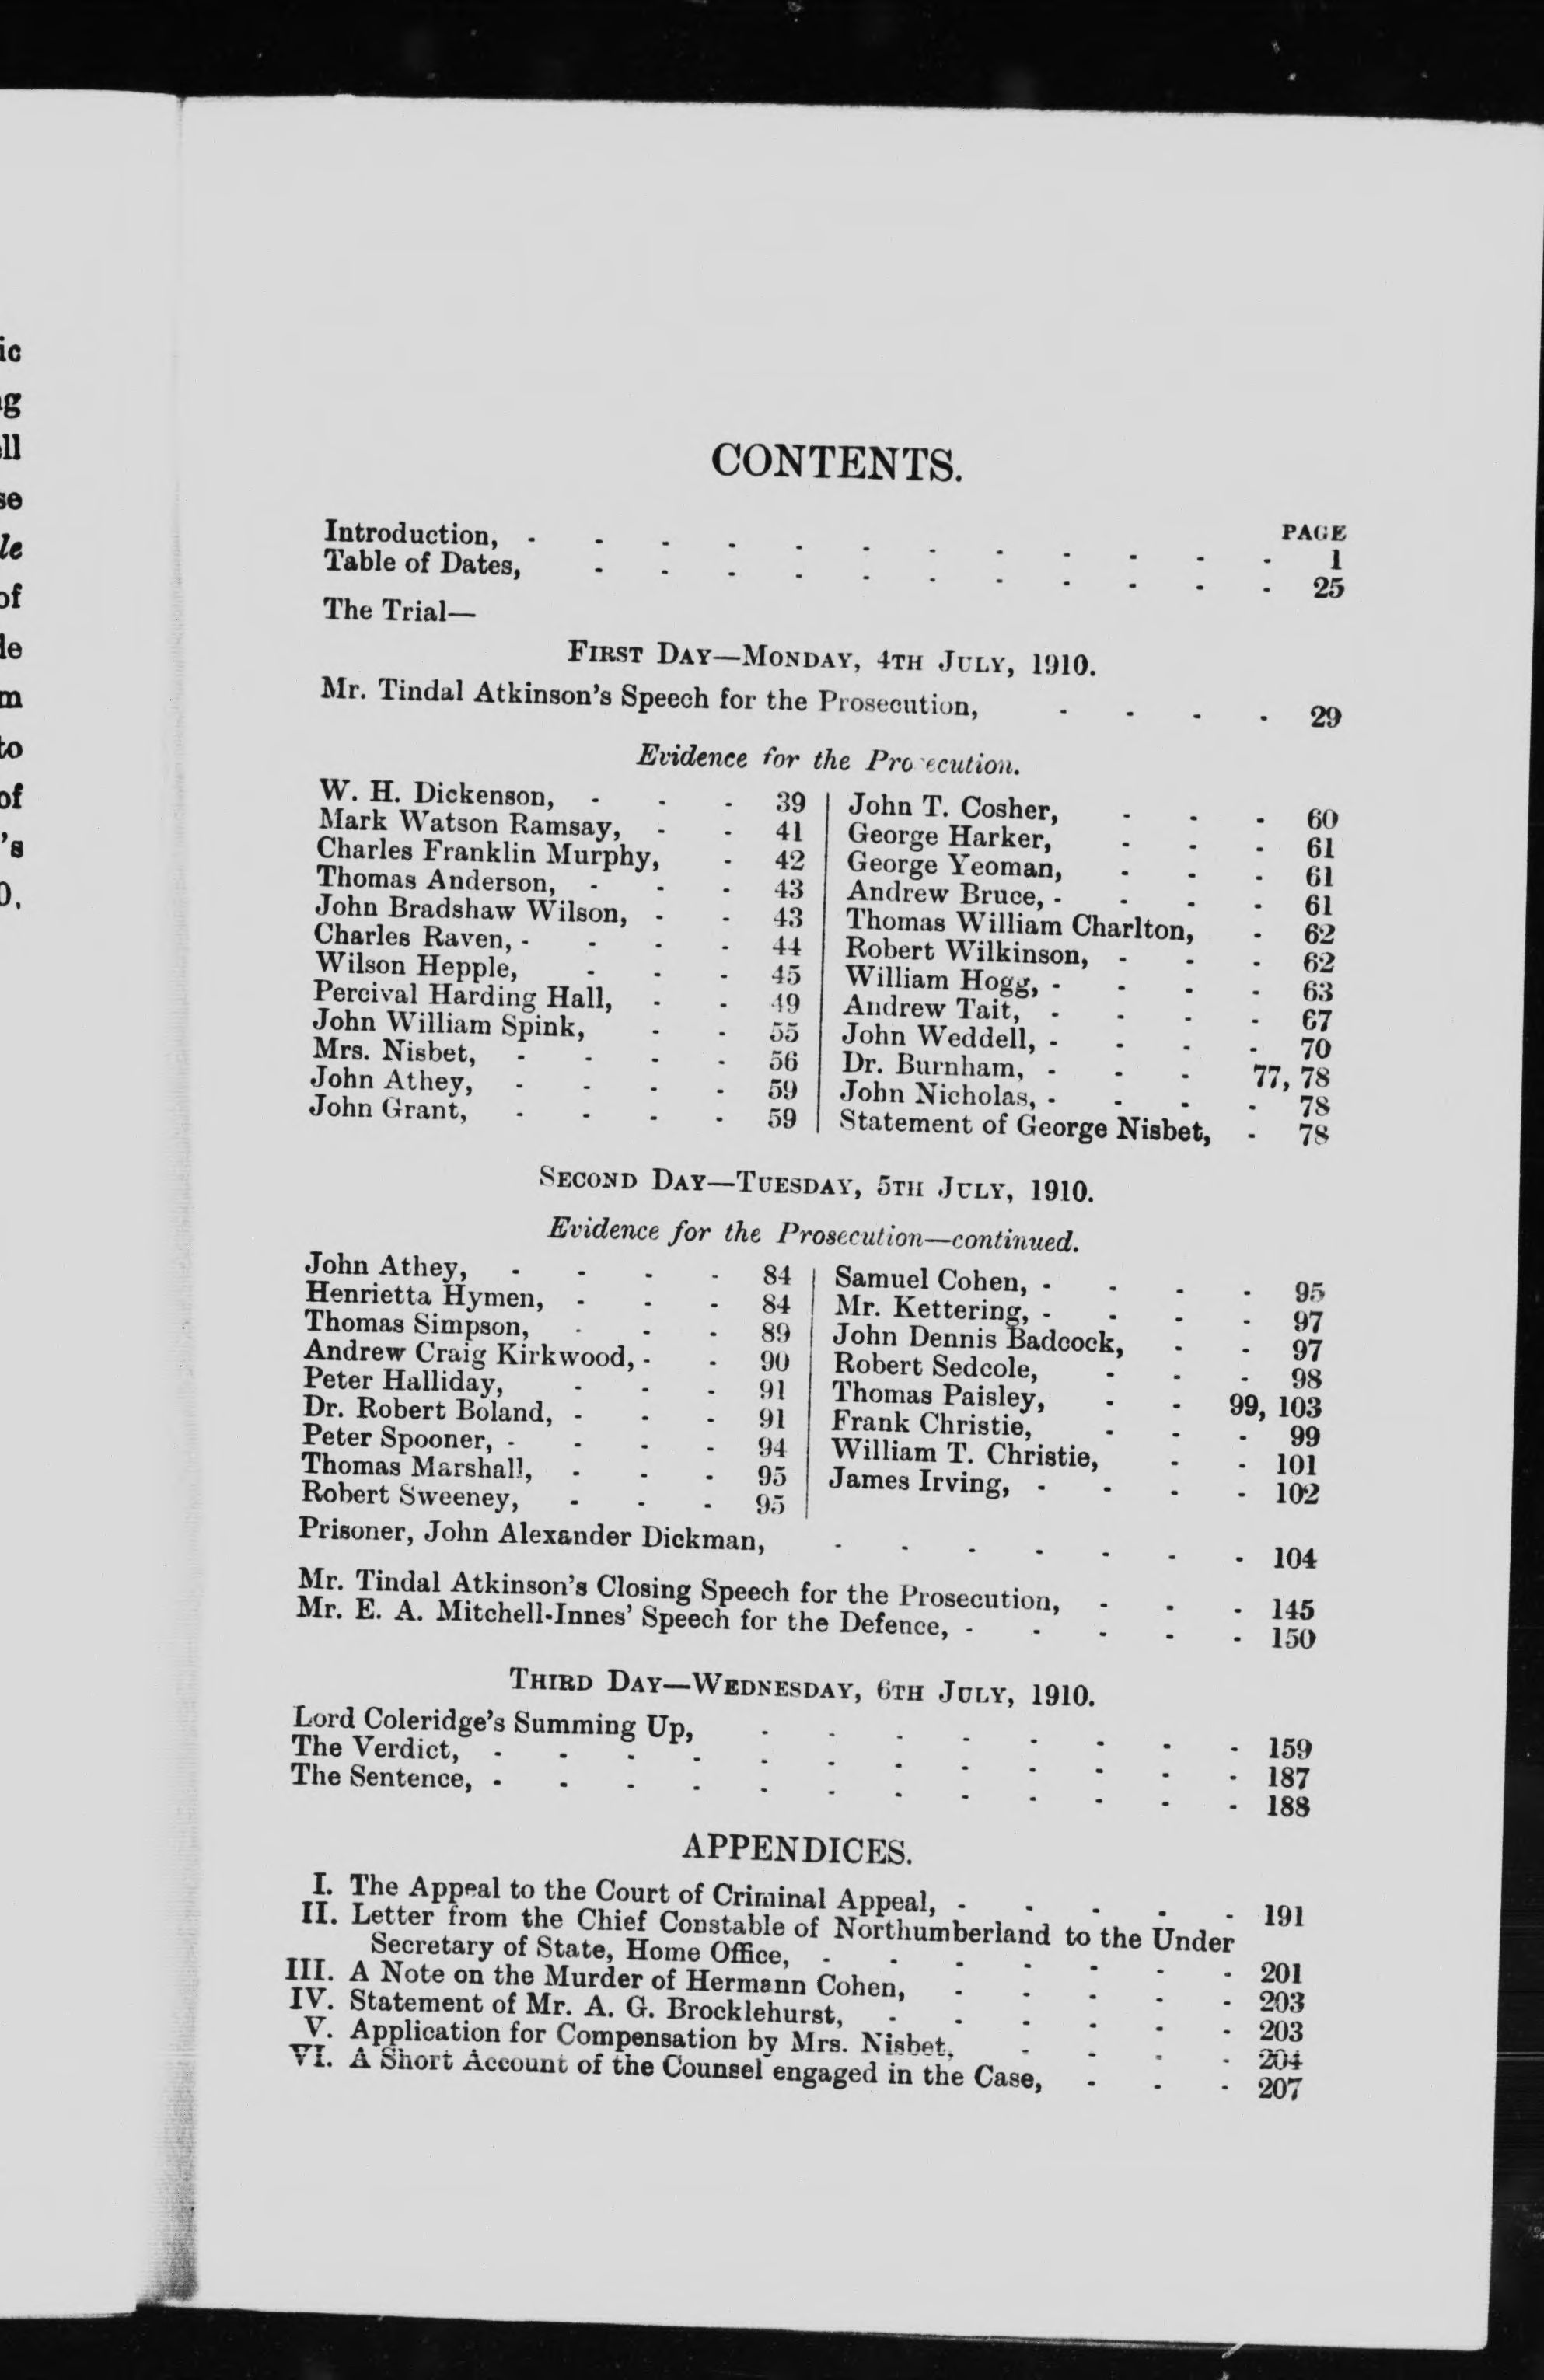 ic
ng
ell
se
le
of
de
m
to
of
's
0.
CONTENTS.
PAGE
Introduction, - - - - - - - - - - - - 1
Table of Dates, - - - - - - - - - - - 25
The Trial—
FIRST DAY—MONDAY, 4TH JULY, 1910.
Mr. Tindal Atkinson's Speech for the Prosecution, - - - - 29
Evidence for the Pro ecution.
W. H. Dickenson, - - - 39
Mark Watson Ramsay, - - 41
Charles Franklin Murphy, - 42
Thomas Anderson, - - - 43
John Bradshaw Wilson, - - 43
Charles Raven, - - - - 44
Wilson Hepple, - - - 45
Percival Harding Hall, - - 49
John William Spink, - - 55
Mrs. Nisbet, - - - - 56
John Athey, - - - - 59
John Grant, - - - - 59
John T. Cosher, - - - 60
George Harker, - - - 61
George Yeoman, - - - 61
Andrew Bruce, - - - - 61
Thomas William Charlton, - 62
Robert Wilkinson, - - - 62
William Hogg, - - - - 63
Andrew Tait, - - - - 67
John Weddell, - - - - 70
Dr. Burnham, - - - 77, 78
John Nicholas, - - - - 78
Statement of George Nisbet, - 78
SECOND DAY—TUESDAY, 5TH JULY, 1910.
Evidence for the Prosecution—continued.
John Athey, - - - - 84
Henrietta Hymen, - - - 84
Thomas Simpson, - - - 89
Andrew Craig Kirkwood, - - 90
Peter Halliday, - - - 91
Dr. Robert Boland, - - - 91
Peter Spooner, - - - - 94
Thomas Marshall, - - - 95
Robert Sweeney, - - - 95
Samuel Cohen, - - - - 95
Mr. Kettering, - - - - 97
John Dennis Badcock, - - 97
Robert Sedcole, - - - 98
Thomas Paisley, - - 99, 103
Frank Christie, - - - 99
William T. Christie, - - 101
James Irving, - - - - 102
Prisoner, John Alexander Dickman, - - - - - - - 104
Mr. Tindal Atkinson's Closing Speech for the Prosecution, - - - 145
Mr. E. A. Mitchell-Innes' Speech for the Defence, - - - - - 150
THIRD DAY—WEDNESDAY, 6TH JULY, 1910.
Lord Coleridge's Summing Up, - - - - - - - - 159
The Verdict, - - - - - - - - - - - - 187
The Sentence, - - - - - - - - - - - - 188
APPENDICES.
I. The Appeal to the Court of Criminal Appeal, - - - - - 191
II. Letter from the Chief Constable of Northumberland to the Under
Secretary of State, Home Office, - - - - - - - 201
III. A Note on the Murder of Hermann Cohen, - - - - - 203
IV. Statement of Mr. A. G. Brocklehurst, - - - - - - 203
V. Application for Compensation by Mrs. Nisbet, - - - - 204
VI. A Short Account of the Counsel engaged in the Case, - - - 207